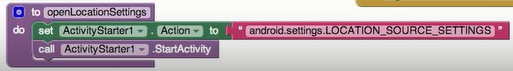 to openLocationSettings
do set ActivityStarter1 . Action to " android.settings.LOCATION_SOURCE_SETTINGS "
call ActivityStarter1 .StartActivity